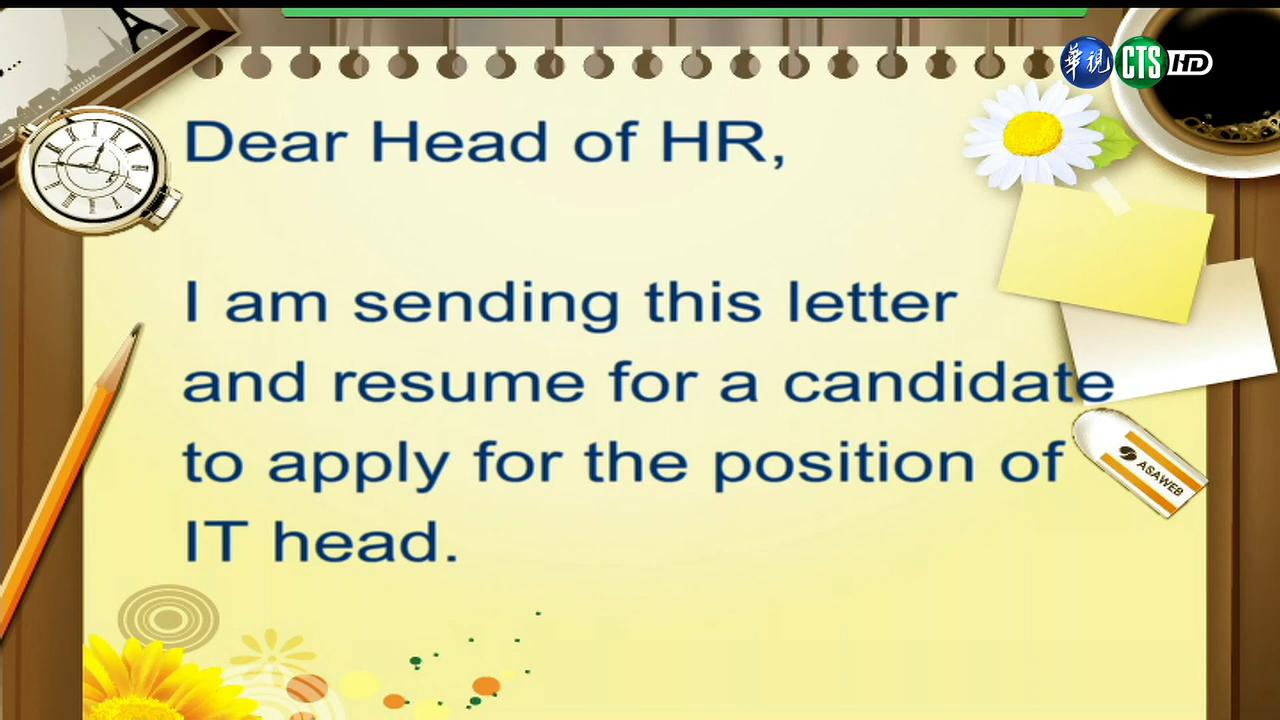 華視 CTS HD
Dear Head of HR,
I am sending this letter
and resume for a candidate
to apply for the position of
IT head.
ASAWEB